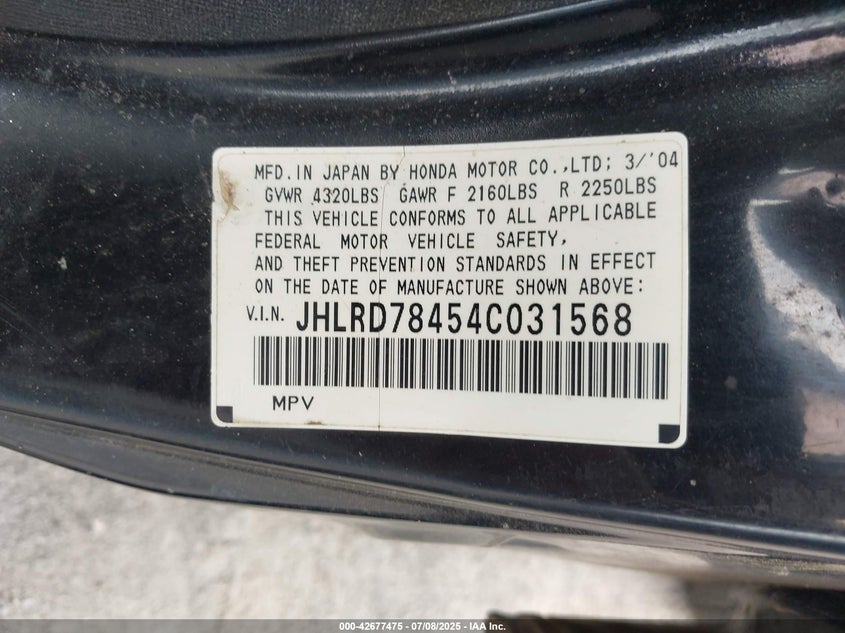 MFD. IN JAPAN BY HONDA MOTOR CO.,LTD; 3/'04
GVWR 4320LBS GAWR F 2160LBS R 2250LBS
THIS VEHICLE CONFORMS TO ALL APPLICABLE
FEDERAL MOTOR VEHICLE SAFETY,
AND THEFT PREVENTION STANDARDS IN EFFECT
ON THE DATE OF MANUFACTURE SHOWN ABOVE:
V.I.N. JHLRD78454C031568
MPV
000-42677475 - 07/08/2025 - IAA Inc.